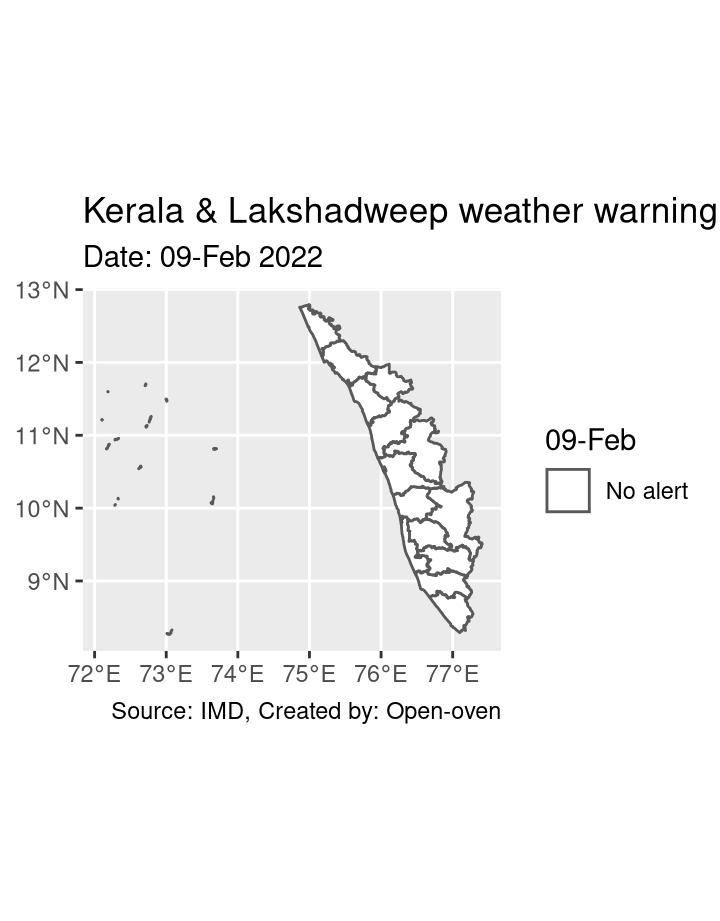 Kerala & Lakshadweep weather warning
Date: 09-Feb 2022
13°N
12°N
11°N
10°N
9°N
72°E 73°E 74°E 75°E 76°E 77°E
09-Feb
No alert
Source: IMD, Created by: Open-oven